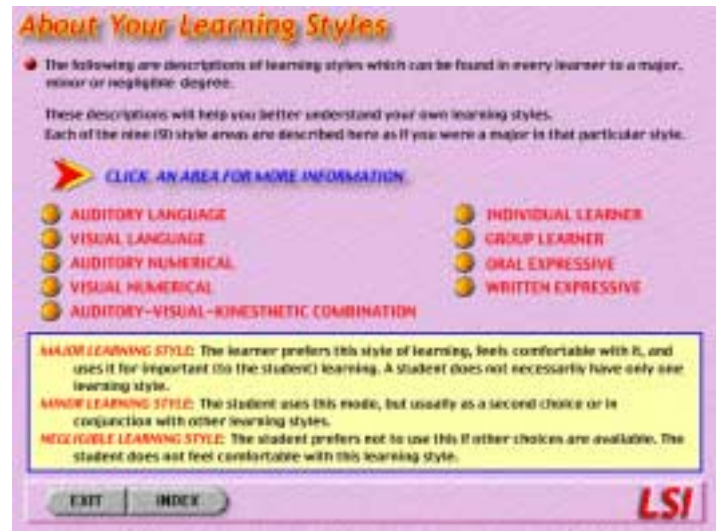 About Your Learning Styles
The following are descriptions of learning styles which can be found in every learner to a major,
minor or negligible degree.
These descriptions will help you better understand your own learning styles.
Each of the nine (9) style areas are described here as if you were a major in that particular style.
CLICK AN AREA FOR MORE INFORMATION
AUDITORY LANGUAGE
VISUAL LANGUAGE
AUDITORY NUMERICAL
VISUAL NUMERICAL
AUDITORY-VISUAL-KINESTHETIC COMBINATION
INDIVIDUAL LEARNER
GROUP LEARNER
ORAL EXPRESSIVE
WRITTEN EXPRESSIVE
MAJOR LEARNING STYLE: The learner prefers this style of learning, feels comfortable with it, and
uses it for important (to the student) learning. A student does not necessarily have only one
learning style.
MINOR LEARNING STYLE: The student uses this mode, but usually as a second choice or in
conjunction with other learning styles.
NEGLIGIBLE LEARNING STYLE: The student prefers not to use this if other choices are available. The
student does not feel comfortable with this learning style.
EXIT
INDEX
LSI